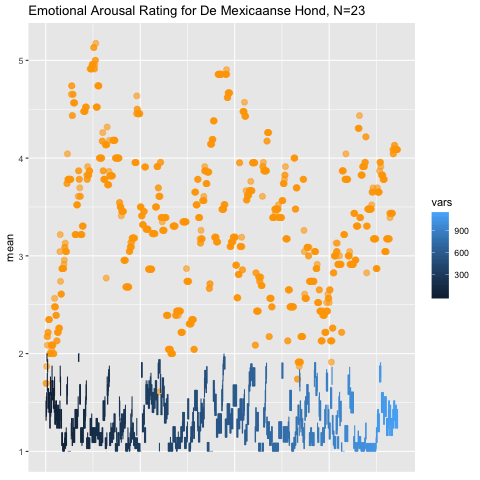 Emotional Arousal Rating for De Mexicaanse Hond, N=23
5
4
3
2
1
mean
vars
900
600
300